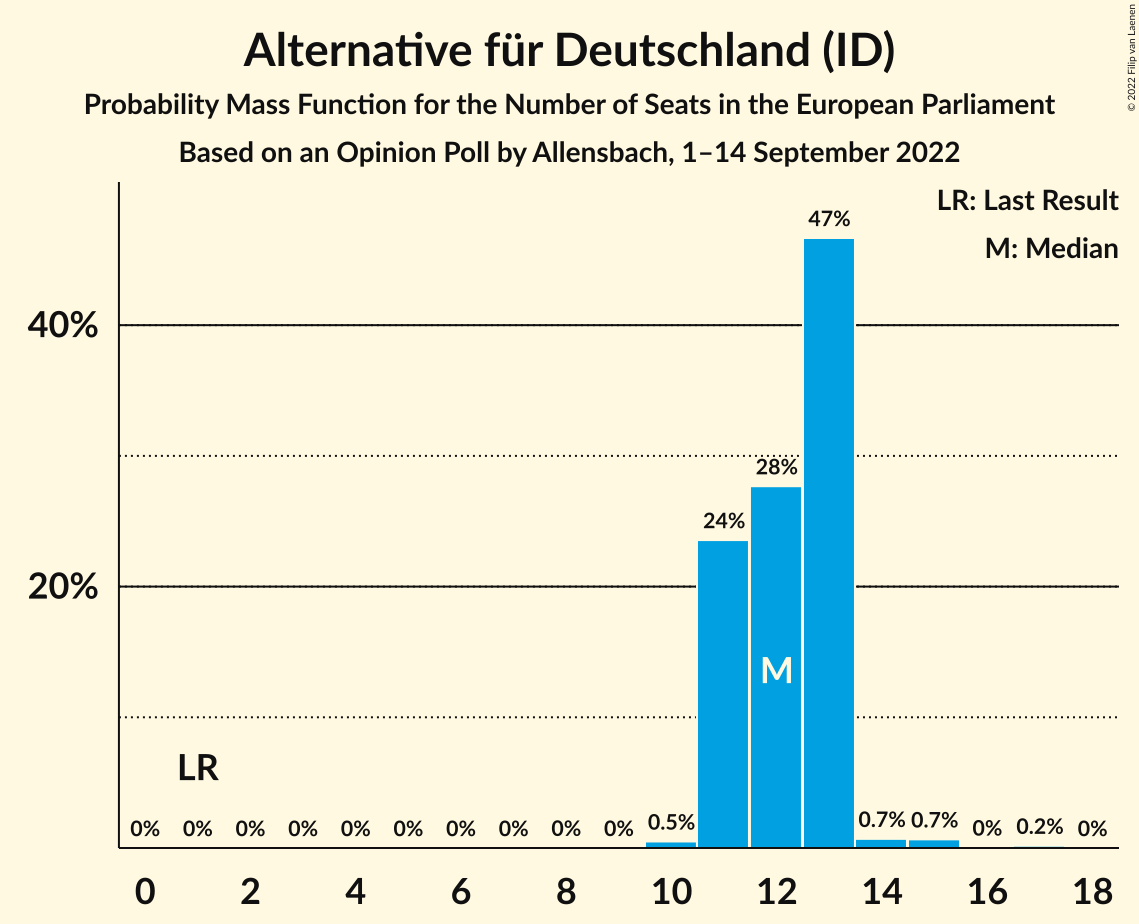 Alternative für Deutschland (ID)
Probability Mass Function for the Number of Seats in the European Parliament
Based on an Opinion Poll by Allensbach, 1–14 September 2022
© 2022 Filip van Laenen
LR: Last Result
M: Median
47%
40%
28%
24%
20%
M
LR
0% 0% 0% 0% 0% 0% 0% 0% 0% 0% 0.5% 0.7% 0.7% 0% 0.2% 0%
0 2 4 6 8 10 12 14 16 18